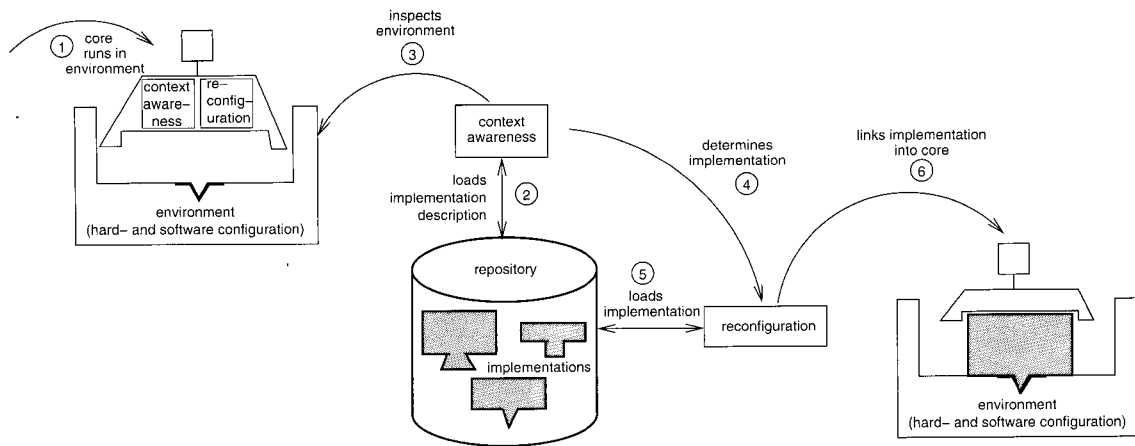 1
core
runs in
environment
context
aware–
ness
re–
config–
uration
environment
(hard– and software configuration)
inspects
environment
3
context
awareness
loads
implementation
description
2
repository
implementations
determines
implementation
4
5
loads
implementation
reconfiguration
links implementation
into core
6
environment
(hard– and software configuration)